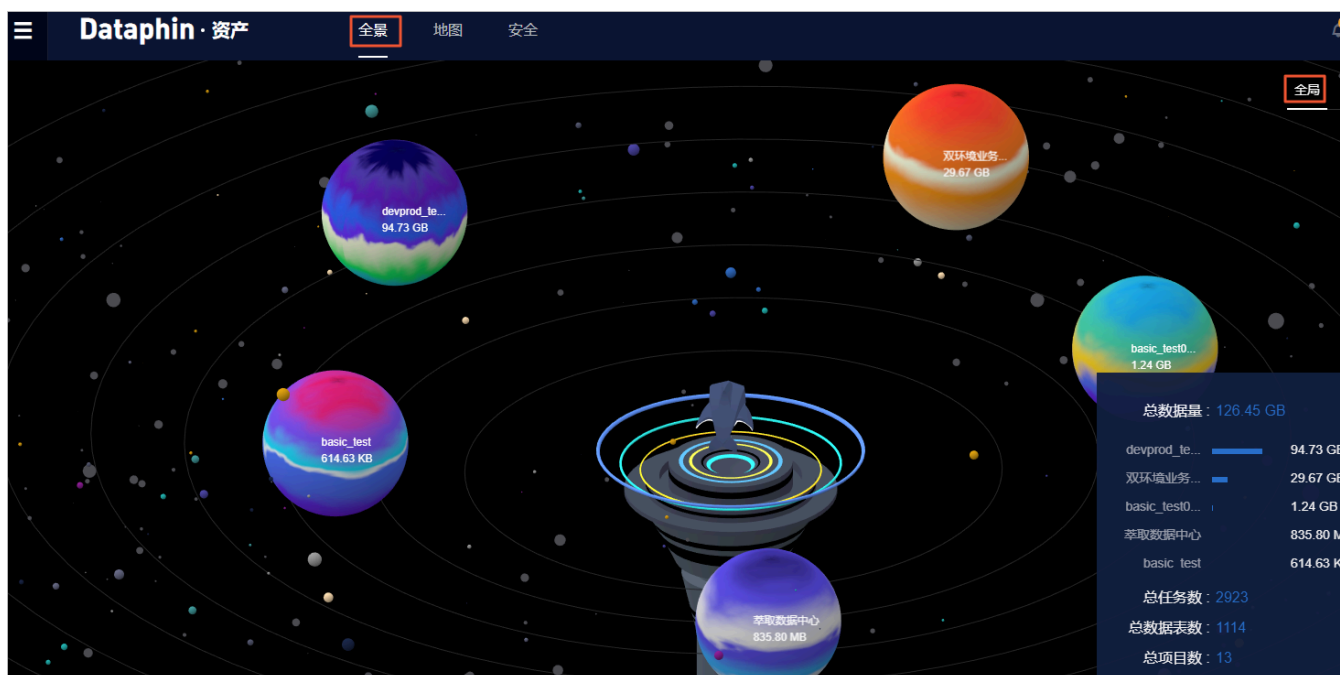 Dataphin · 资产
全景
地图
安全
全局
双环境业务...
29.67 GB
devprod_te...
94.73 GB
basic_test0...
1.24 GB
basic_test
614.63 KB
萃取数据中心
835.80 MB
总数据量 : 126.45 GB
devprod_te... 94.73 GB
双环境业务... 29.67 GB
basic_test0... 1.24 GB
萃取数据中心 835.80 M
basic_test 614.63 K
总任务数 : 2923
总数据表数 : 1114
总项目数 : 13